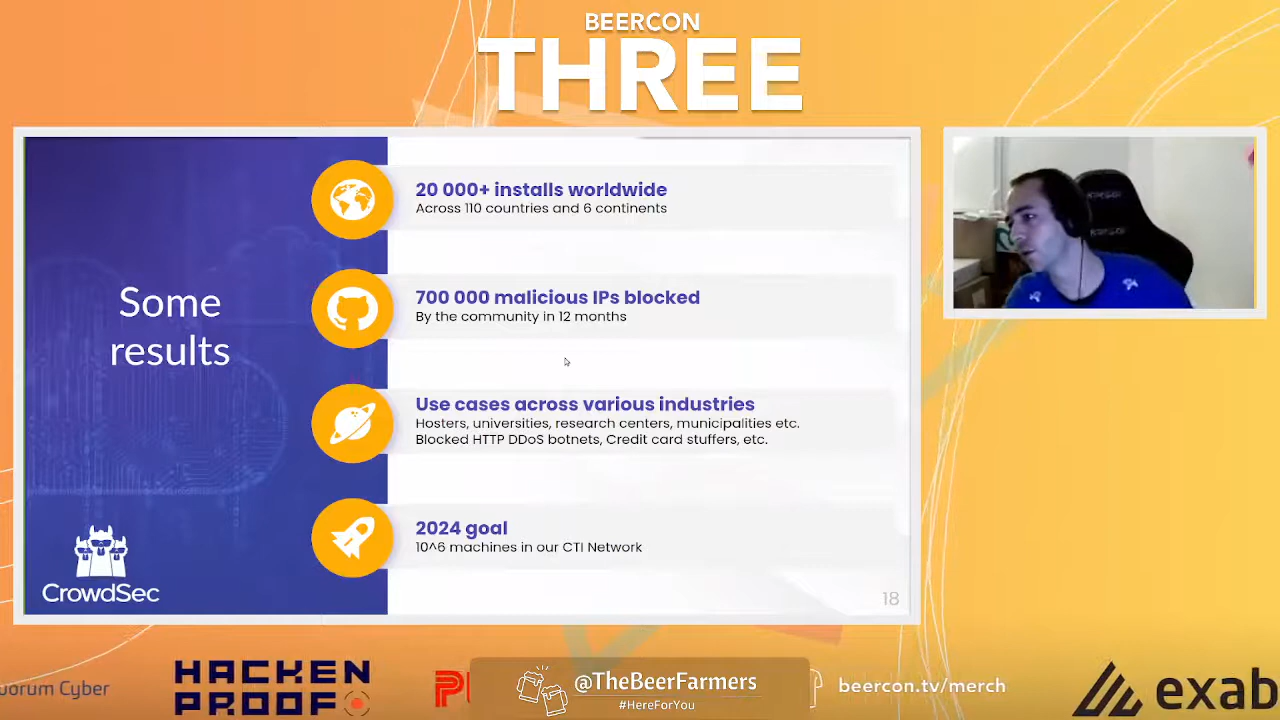 BEERCON
THREE
Some
results
CrowdSec
20 000+ installs worldwide
Across 110 countries and 6 continents
700 000 malicious IPs blocked
By the community in 12 months
Use cases across various industries
Hosters, universities, research centers, municipalities etc.
Blocked HTTP DDoS botnets, Credit card stuffers, etc.
2024 goal
10^6 machines in our CTI Network
18
uorum Cyber
HACKEN
PROOF
@TheBeerFarmers
#HereForYou
beercon.tv/merch
exab